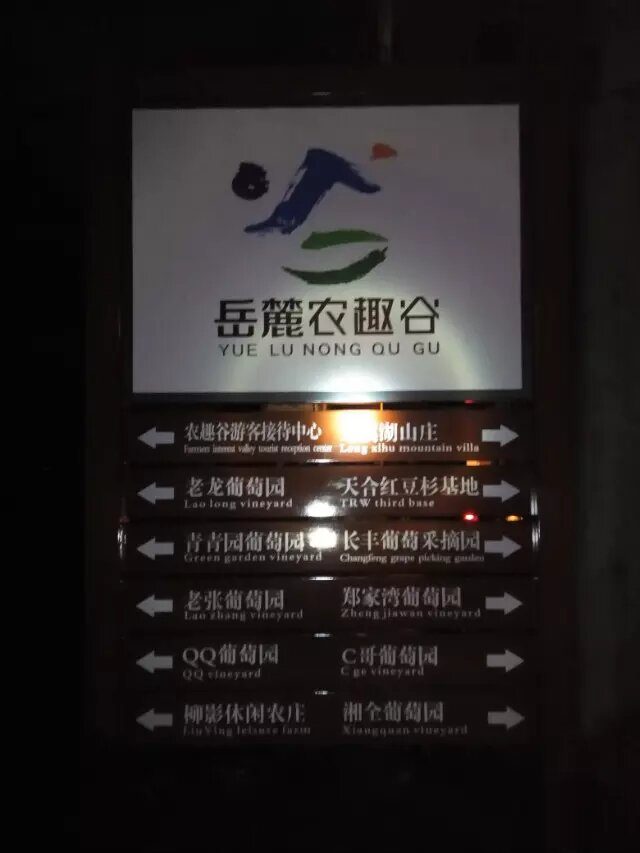 岳麓农趣谷
YUE LU NONG QU GU
农趣谷游客接待中心
湖山庄
Farmers interest valley tourist reception center
Long xihu mountain villa
老龙葡萄园
天合红豆杉基地
Lao long vineyard
TRW third base
青青园葡萄园
长丰葡萄采摘园
Green garden vineyard
Changfeng grape picking garden
老张葡萄园
郑家湾葡萄园
Lao zhang vineyard
Zheng jiawan vineyard
QQ葡萄园
C哥葡萄园
QQ vineyard
C ge vineyard
柳影休闲农庄
湘全葡萄园
LiuYing leisure farm
Xiangquan vineyard